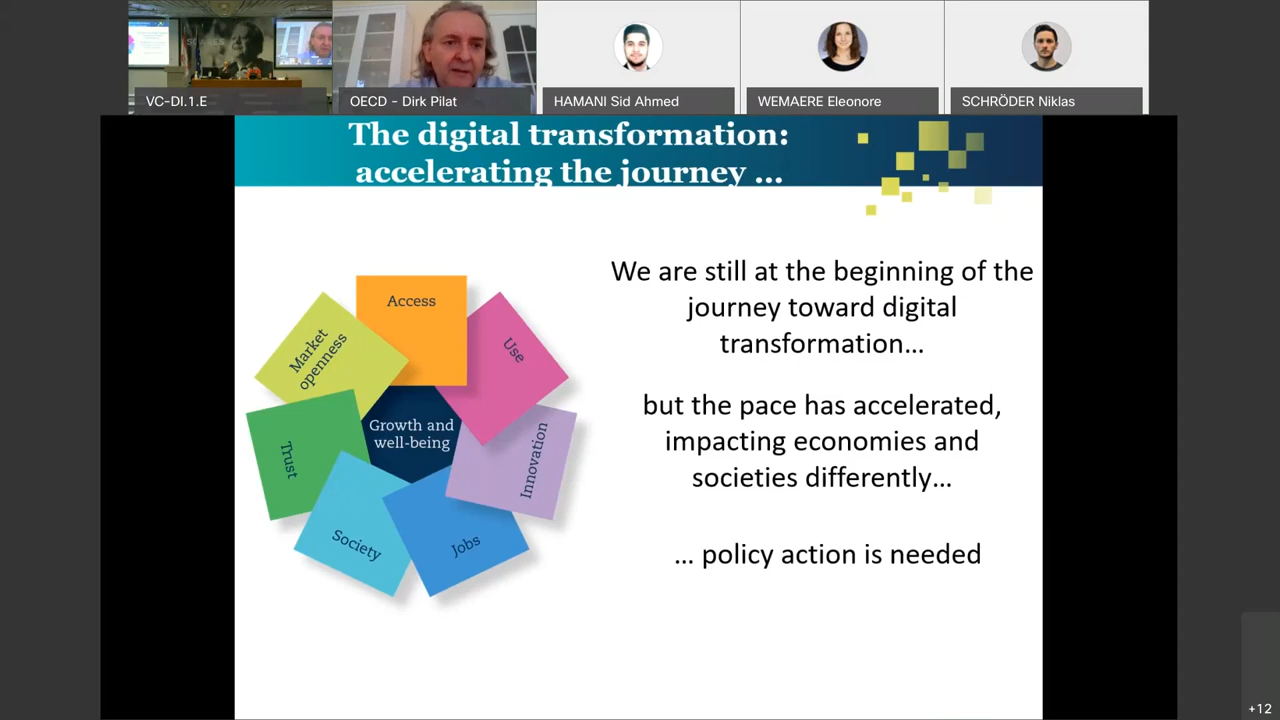 VC-DI.1.E
OECD - Dirk Pilat
HAMANI Sid Ahmed
WEMAERE Eleonore
SCHRÖDER Niklas
The digital transformation:
accelerating the journey ...
Access
Use
Innovation
Jobs
Society
Trust
Market
openness
Growth and
well-being
We are still at the beginning of the
journey toward digital
transformation...
but the pace has accelerated,
impacting economies and
societies differently...
... policy action is needed
+12